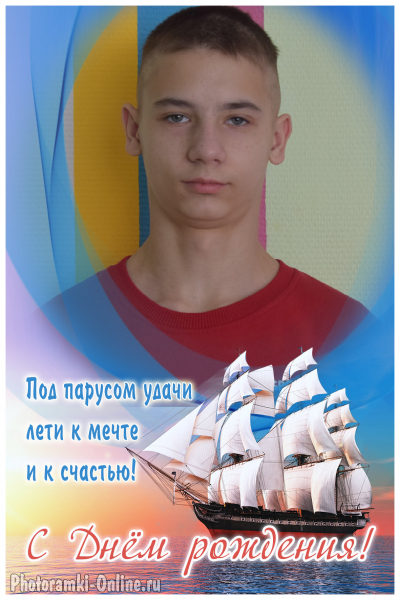 Под парусом удачи
лети к мечте
и к счастью!
С Днём рождения!
Photoramki-Online.ru